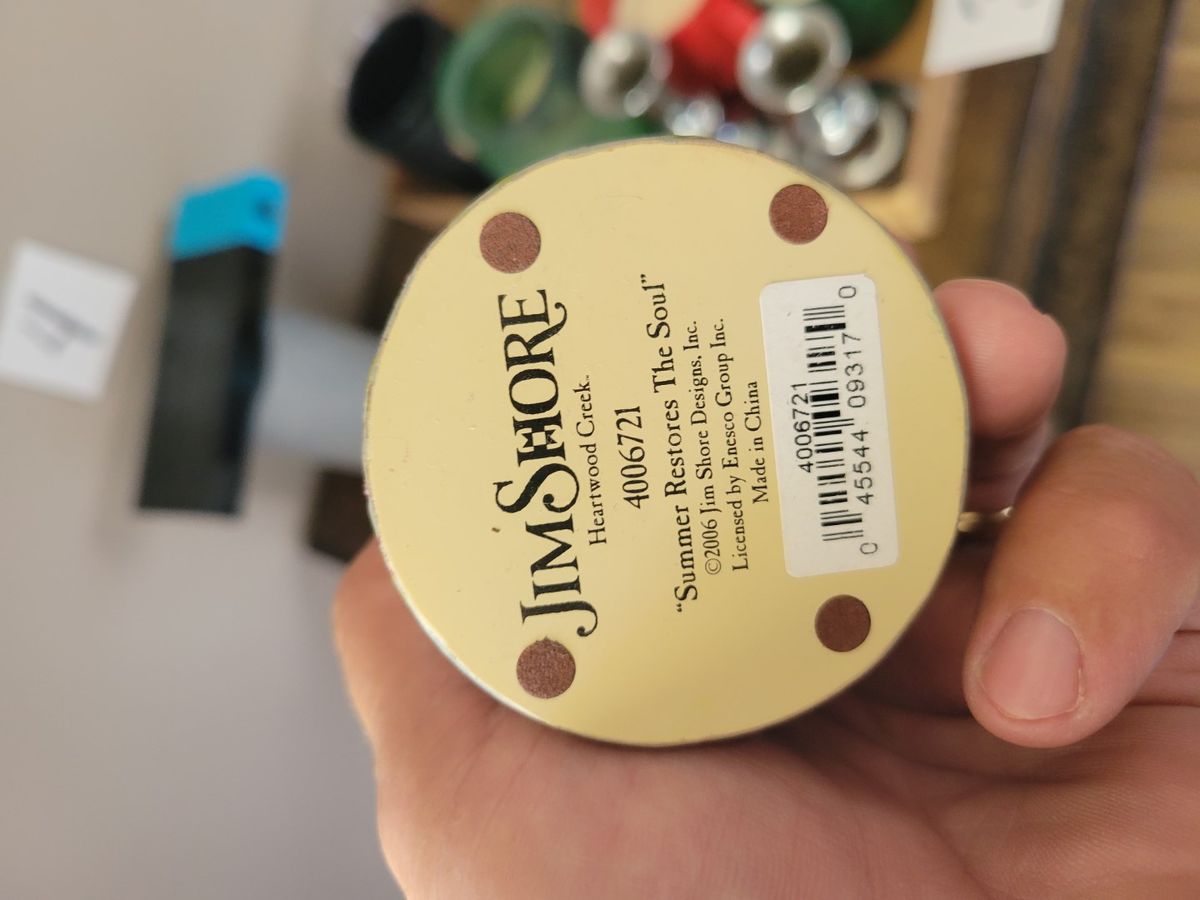 JIM SHORE
Heartwood Creek™
4006721
“Summer Restores The Soul”
©2006 Jim Shore Designs, Inc.
Licensed by Enesco Group Inc.
Made in China
4006721
0 45544 09317 0